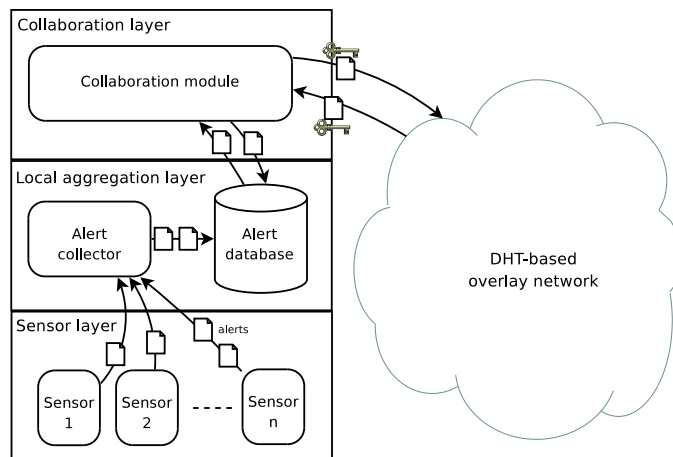 Collaboration layer
Collaboration module
Local aggregation layer
Alert
collector
Alert
database
DHT-based
overlay network
Sensor layer
alerts
Sensor
1
Sensor
2
Sensor
n